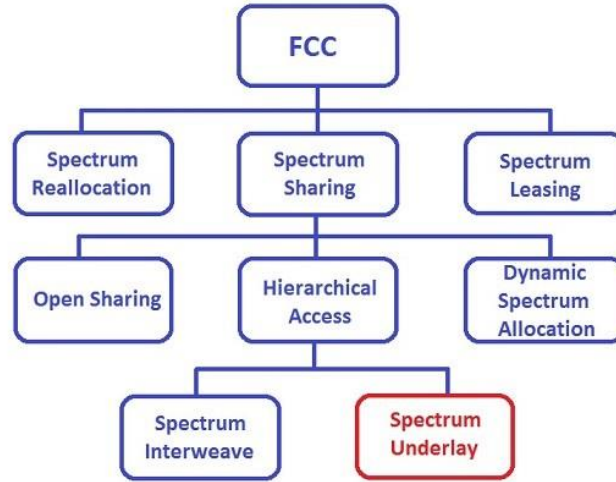 FCC
Spectrum
Reallocation
Spectrum
Sharing
Spectrum
Leasing
Open Sharing
Hierarchical
Access
Dynamic
Spectrum
Allocation
Spectrum
Interweave
Spectrum
Underlay